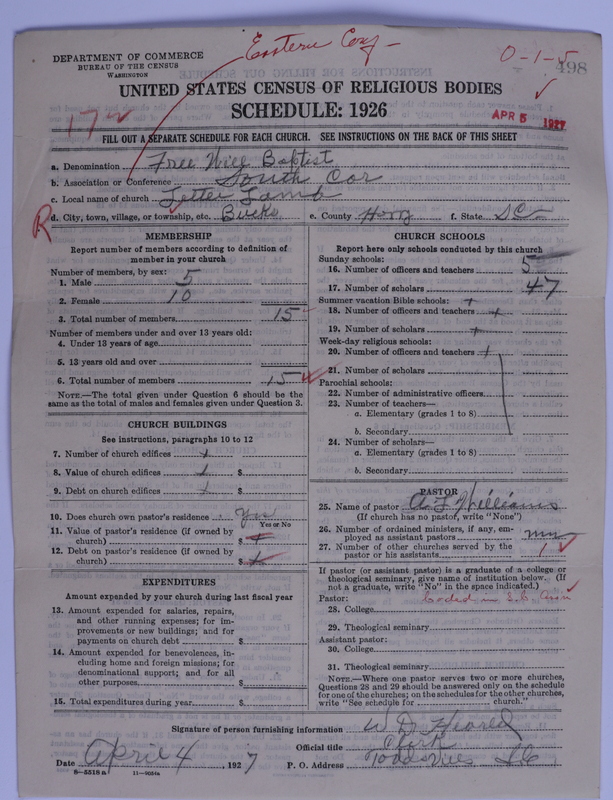 Eastern Conf -
0-1-5
498
DEPARTMENT OF COMMERCE
BUREAU OF THE CENSUS
WASHINGTON
UNITED STATES CENSUS OF RELIGIOUS BODIES
SCHEDULE: 1926
APR 5 1927
FILL OUT A SEPARATE SCHEDULE FOR EACH CHURCH. SEE INSTRUCTIONS ON THE BACK OF THIS SHEET
a. Denomination Free Will Baptist
b. Association or Conference South Car
c. Local name of church Lamb
R d. City, town, village, or township, etc. Bucks e. County Horry f. State S C
MEMBERSHIP
Report number of members according to definition of
member in your church
Number of members, by sex:
1. Male 5
2. Female 10
3. Total number of members 15
Number of members under and over 13 years old:
4. Under 13 years of age
5. 13 years old and over
6. Total number of members 15
NOTE.—The total given under Question 6 should be the
same as the total of males and females given under Question 3.
CHURCH BUILDINGS
See instructions, paragraphs 10 to 12
7. Number of church edifices +
8. Value of church edifices + $
9. Debt on church edifices + $
10. Does church own pastor's residence Yes
Yes or No
11. Value of pastor's residence (if owned by
church) $ +
12. Debt on pastor's residence (if owned by
church) $ +
EXPENDITURES
Amount expended by your church during last fiscal year
13. Amount expended for salaries, repairs,
and other running expenses; for im-
provements or new buildings; and for
payments on church debt $
14. Amount expended for benevolences, in-
cluding home and foreign missions; for
denominational support; and for all
other purposes. $
15. Total expenditures during year. $
CHURCH SCHOOLS
Report here only schools conducted by this church
Sunday schools:
16. Number of officers and teachers 5
17. Number of scholars 47
Summer vacation Bible schools: +
18. Number of officers and teachers +
19. Number of scholars +
Week-day religious schools:
20. Number of officers and teachers +
21. Number of scholars
Parochial schools:
22. Number of administrative officers
23. Number of teachers—
a. Elementary (grades 1 to 8)
b. Secondary
24. Number of scholars—
a. Elementary (grades 1 to 8)
b. Secondary
PASTOR
25. Name of pastor Williams
(If church has no pastor, write "None")
26. Number of ordained ministers, if any, em-
ployed as assistant pastors
27. Number of other churches served by the
pastor or his assistants 1
If pastor (or assistant pastor) is a graduate of a college or
theological seminary, give name of institution below. (If
not a graduate, write "No" in the space indicated.)
Pastor: Coded in
28. College
29. Theological seminary
Assistant pastor:
30. College
31. Theological seminary
NOTE.—Where one pastor serves two or more churches,
Questions 28 and 29 should be answered only on the schedule
for one of the churches; on the schedules for the other churches,
write "See schedule for church."
Signature of person furnishing information W D
Official title Clerk
Date April 4, 1927 P. O. Address Toddville S C
8-5518a 11-9034a